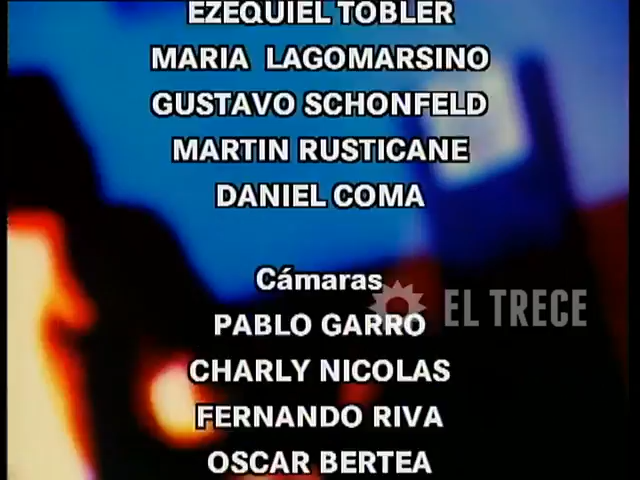 EZEQUIEL TOBLER
MARIA LAGOMARSINO
GUSTAVO SCHONFELD
MARTIN RUSTICANE
DANIEL COMA
Cámaras
EL TRECE
PABLO GARRO
CHARLY NICOLAS
FERNANDO RIVA
OSCAR BERTEA